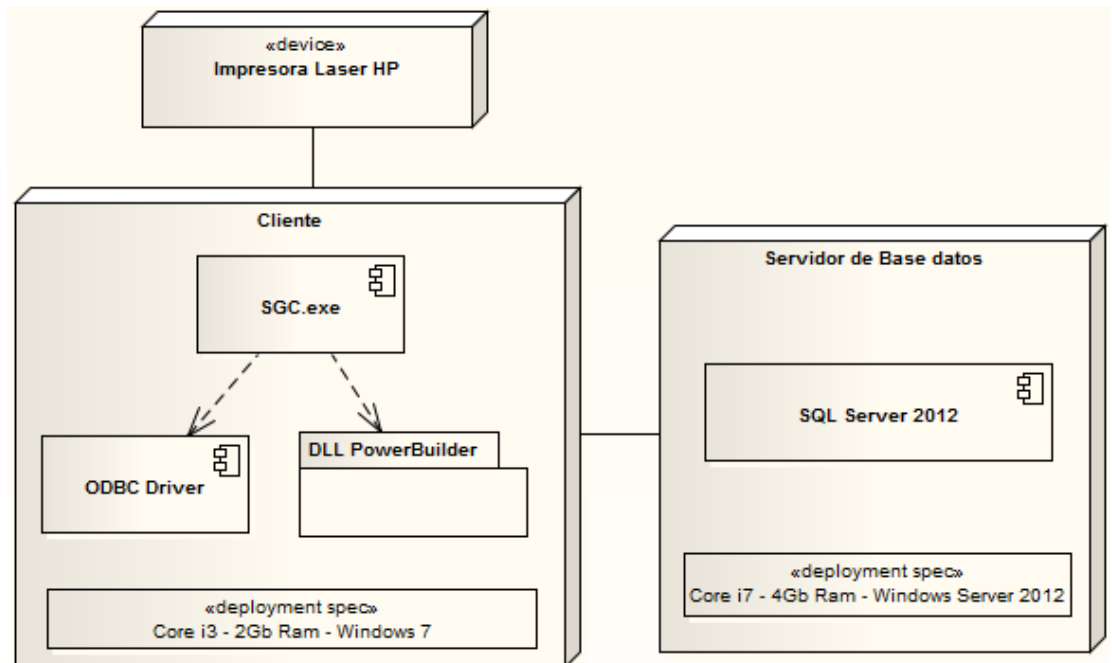 «device»
Impresora Laser HP
Cliente
SGC.exe
ODBC Driver
DLL PowerBuilder
«deployment spec»
Core i3 - 2Gb Ram - Windows 7
Servidor de Base datos
SQL Server 2012
«deployment spec»
Core i7 - 4Gb Ram - Windows Server 2012